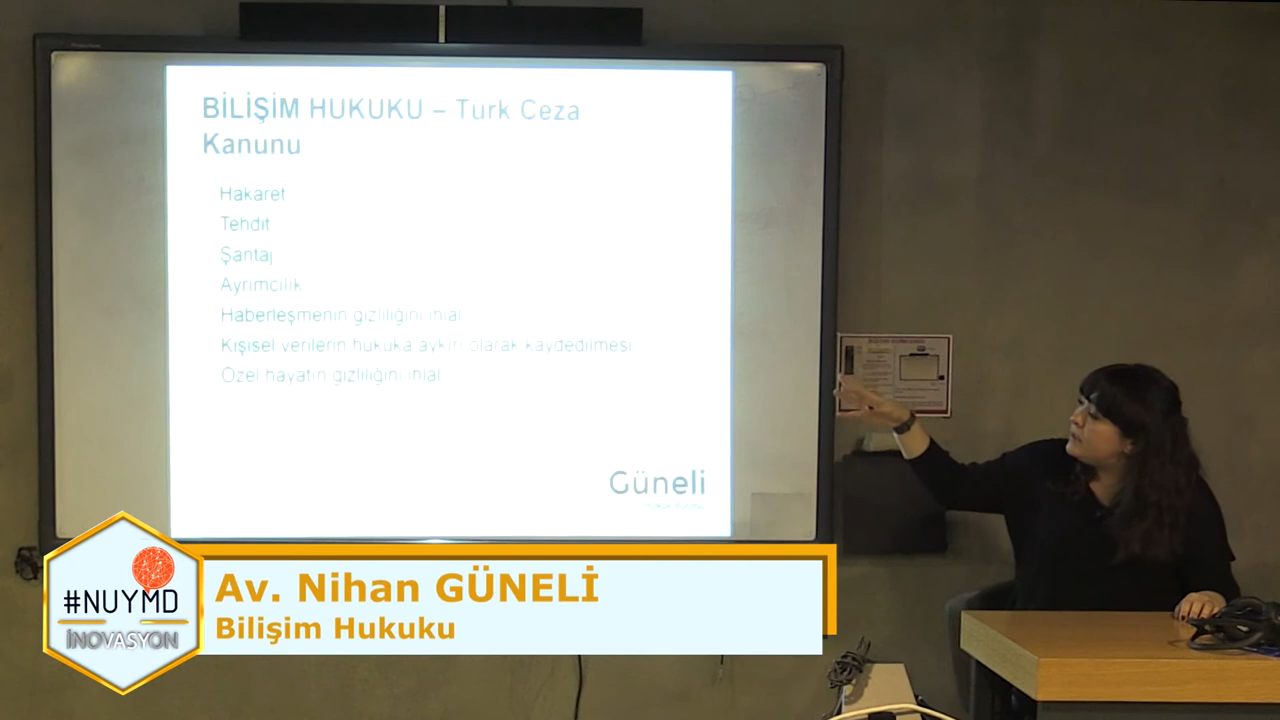 BİLİŞİM HUKUKU – Türk Ceza
Kanunu
Hakaret
Tehdit
Şantaj
Ayrımcılık
Haberleşmenin gizliliğini ihlal
Kişisel verilerin hukuka aykırı olarak kaydedilmesi
Özel hayatın gizliliğini ihlal
Güneli
#NUYMD
İNOVASYON
Av. Nihan GÜNELİ
Bilişim Hukuku